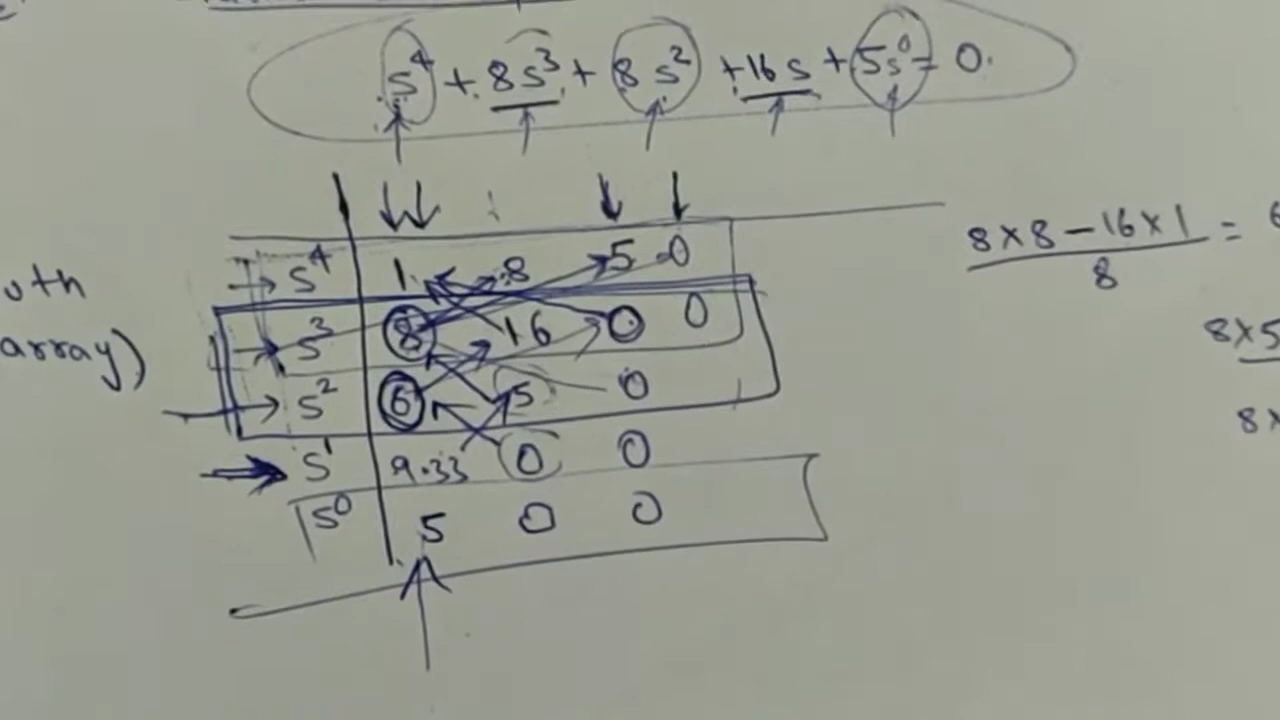 s⁴ + 8s³ + 8s² + 16s + 5s⁰ = 0.
s⁴ 1 8 5 0
8×8 − 16×1 =
8
uth
array)
s³ 8 16 0 0
8×5
s² 6 5 0
8×
s¹ 9.33 0 0
s⁰ 5 0 0